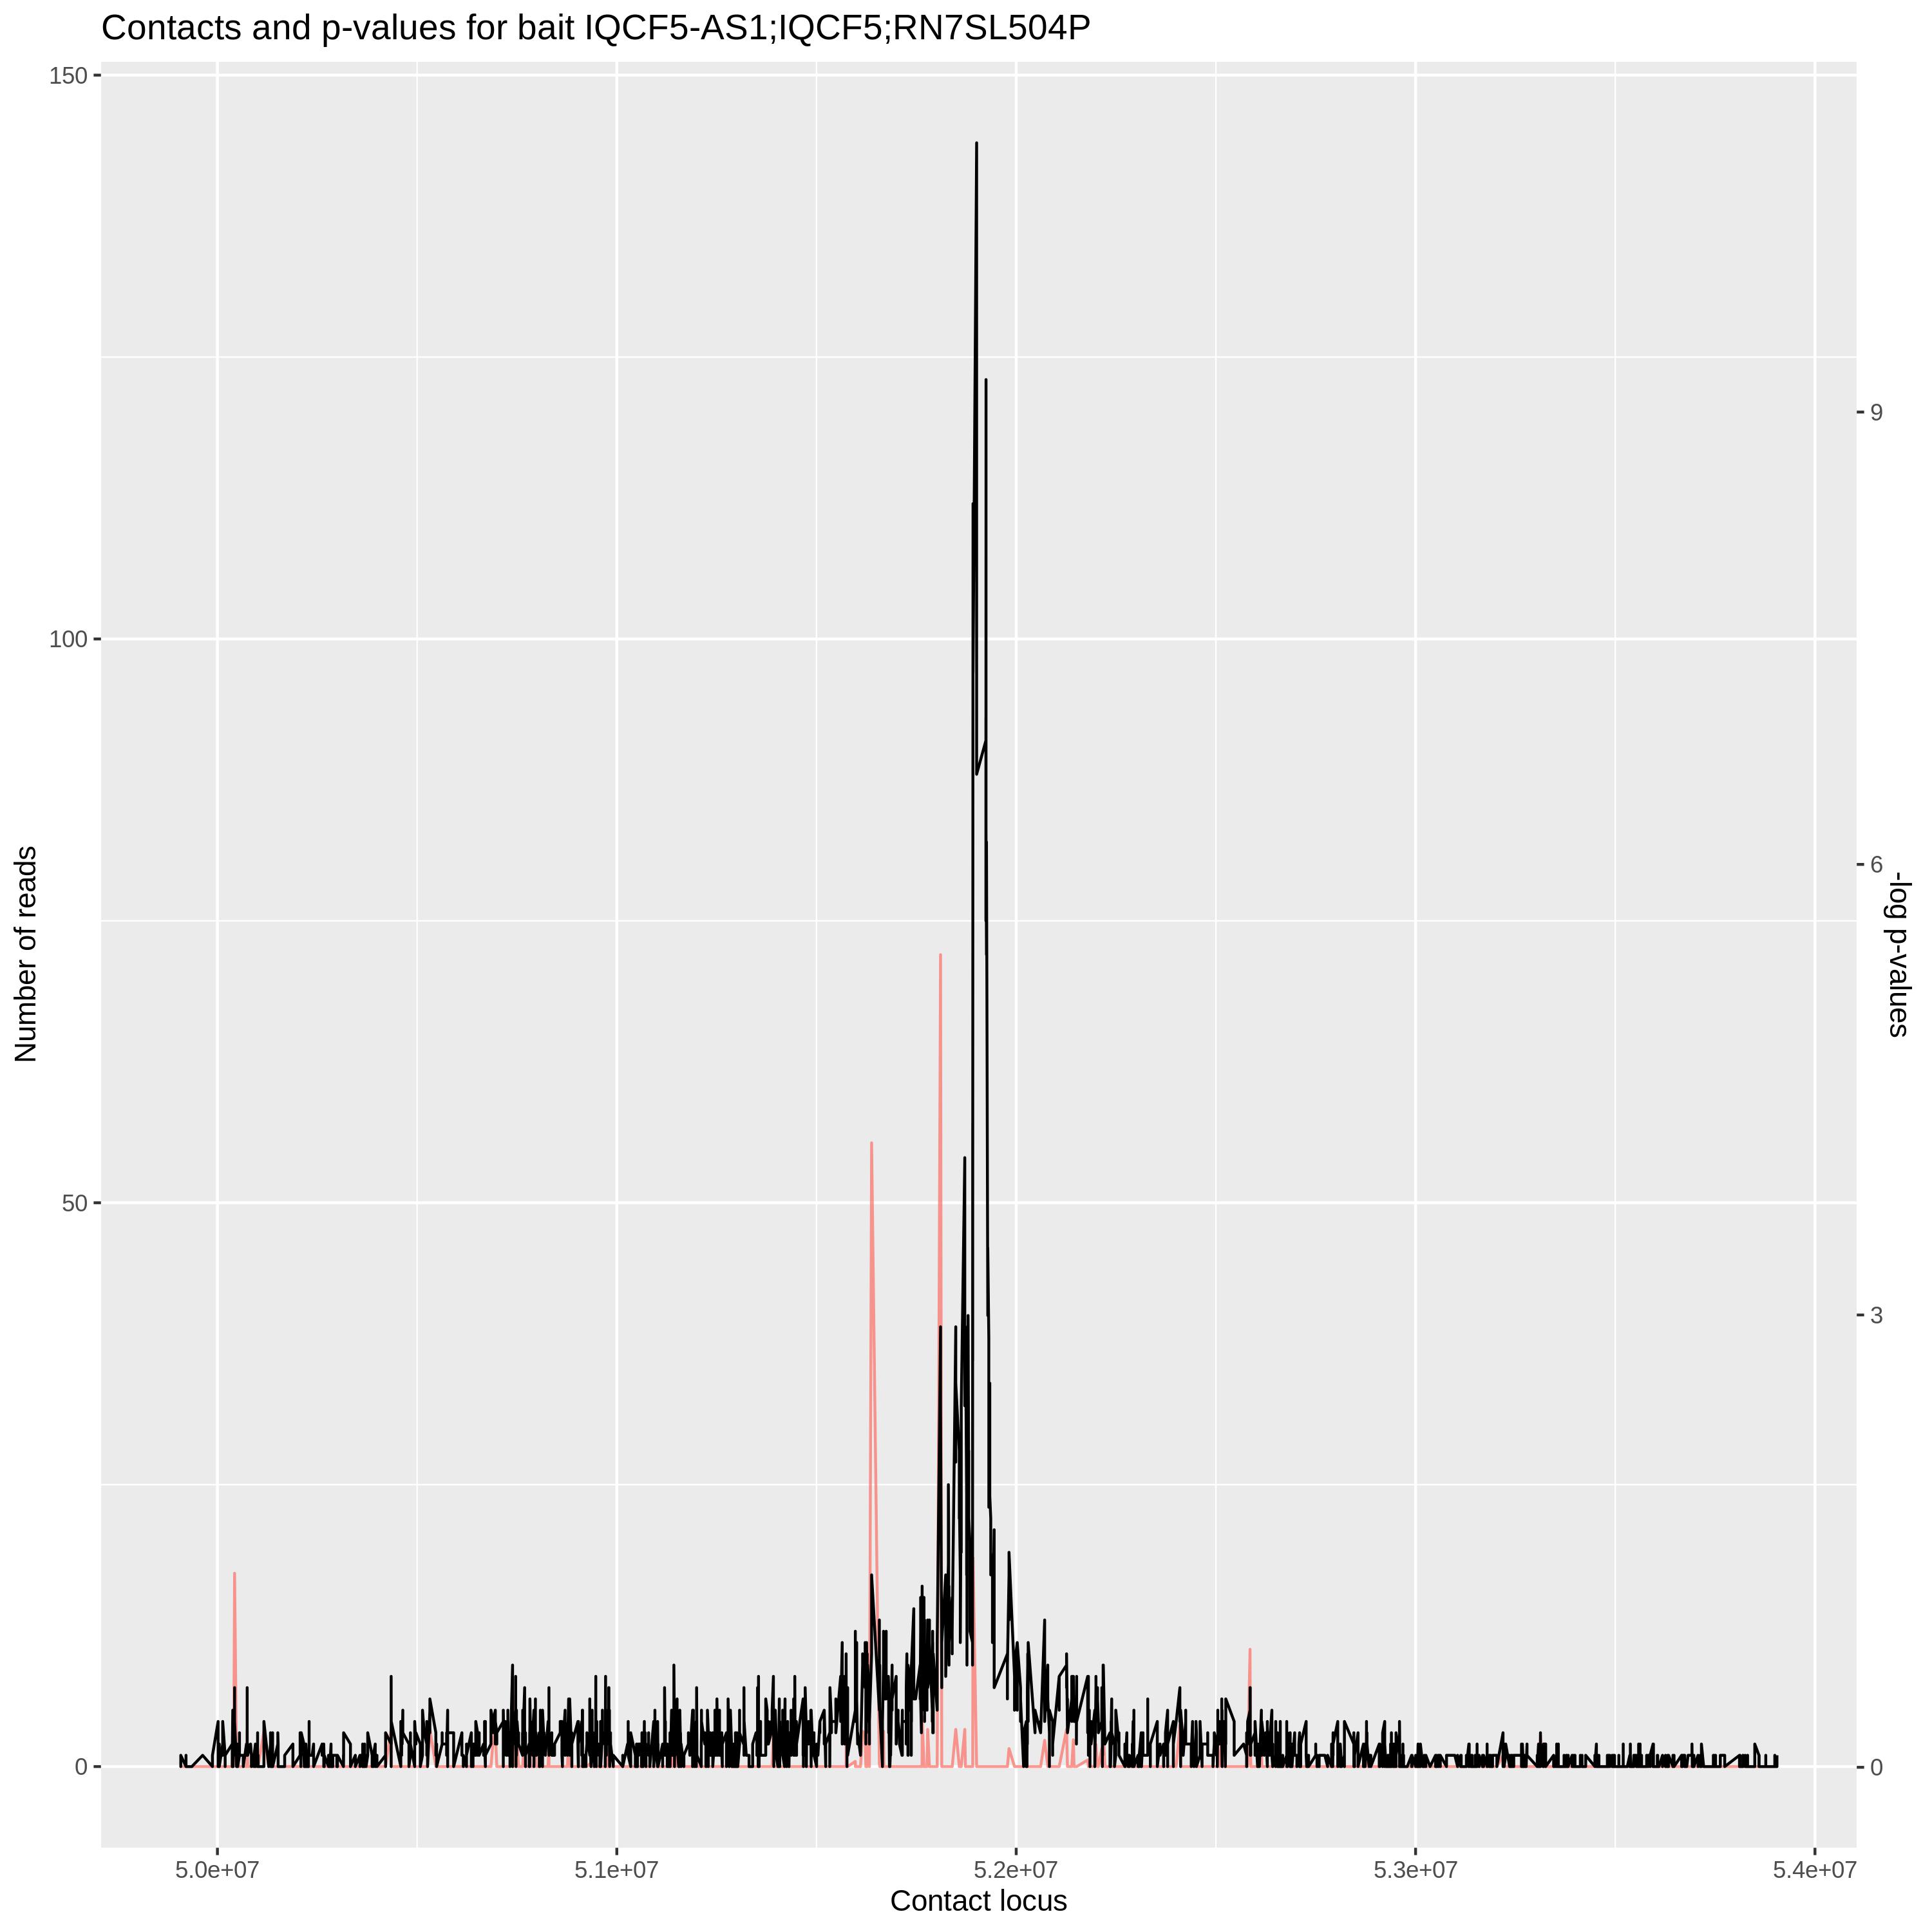 Contacts and p-values for bait IQCF5-AS1;IQCF5;RN7SL504P
150
100
50
0
Number of reads
9
6
3
0
-log p-values
5.0e+07
5.1e+07
5.2e+07
5.3e+07
5.4e+07
Contact locus